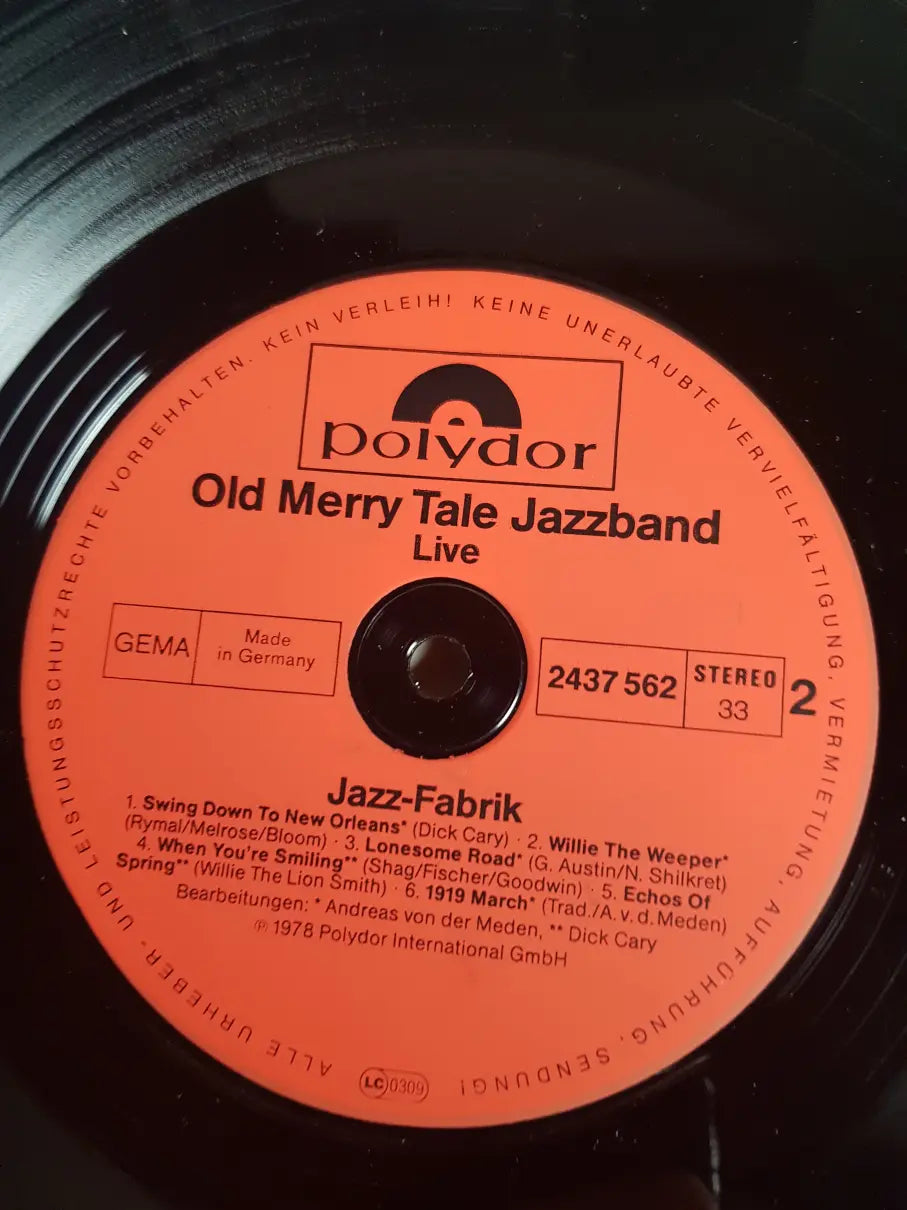 ALLE URHEBER- UND LEISTUNGSSCHUTZRECHTE VORBEHALTEN. KEIN VERLEIH! KEINE UNERLAUBTE VERVIELFÄLTIGUNG, VERMIETUNG, AUFFÜHRUNG, SENDUNG!
polydor
Old Merry Tale Jazzband
Live
GEMA
Made
in Germany
2437 562
STEREO
33
2
Jazz-Fabrik
1. Swing Down To New Orleans* (Dick Cary) · 2. Willie The Weeper*
(Rymal/Melrose/Bloom) · 3. Lonesome Road* (G. Austin/N. Shilkret)
4. When You're Smiling** (Shag/Fischer/Goodwin) · 5. Echos Of
Spring** (Willie The Lion Smith) · 6. 1919 March* (Trad./A. v. d. Meden)
Bearbeitungen: * Andreas von der Meden, ** Dick Cary
℗ 1978 Polydor International GmbH
LC 0309